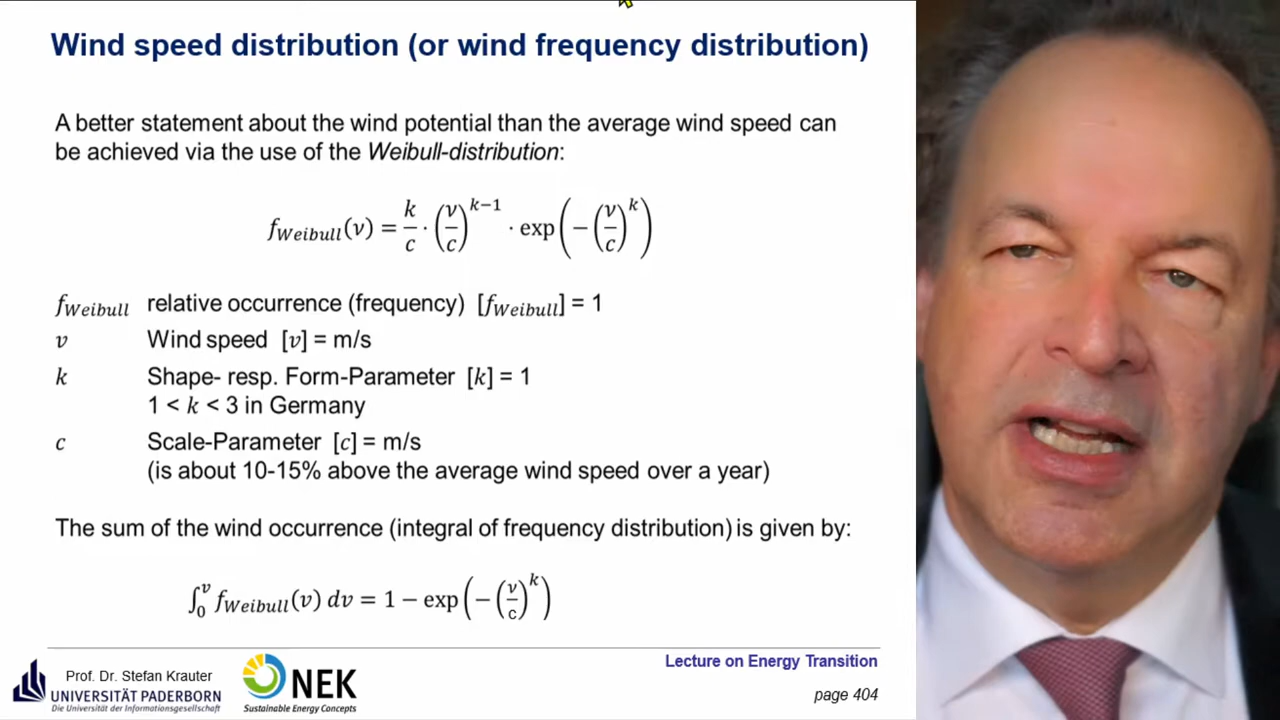 Wind speed distribution (or wind frequency distribution)
A better statement about the wind potential than the average wind speed can
be achieved via the use of the Weibull-distribution:
f_Weibull(v) = k/c · (v/c)^(k−1) · exp(−(v/c)^k)
f_Weibull relative occurrence (frequency) [f_Weibull] = 1
v Wind speed [v] = m/s
k Shape- resp. Form-Parameter [k] = 1
1 < k < 3 in Germany
c Scale-Parameter [c] = m/s
(is about 10-15% above the average wind speed over a year)
The sum of the wind occurrence (integral of frequency distribution) is given by:
∫_0^v f_Weibull(v) dv = 1 − exp(−(v/c)^k)
Lecture on Energy Transition
page 404
Prof. Dr. Stefan Krauter
UNIVERSITÄT PADERBORN
Die Universität der Informationsgesellschaft
NEK
Sustainable Energy Concepts